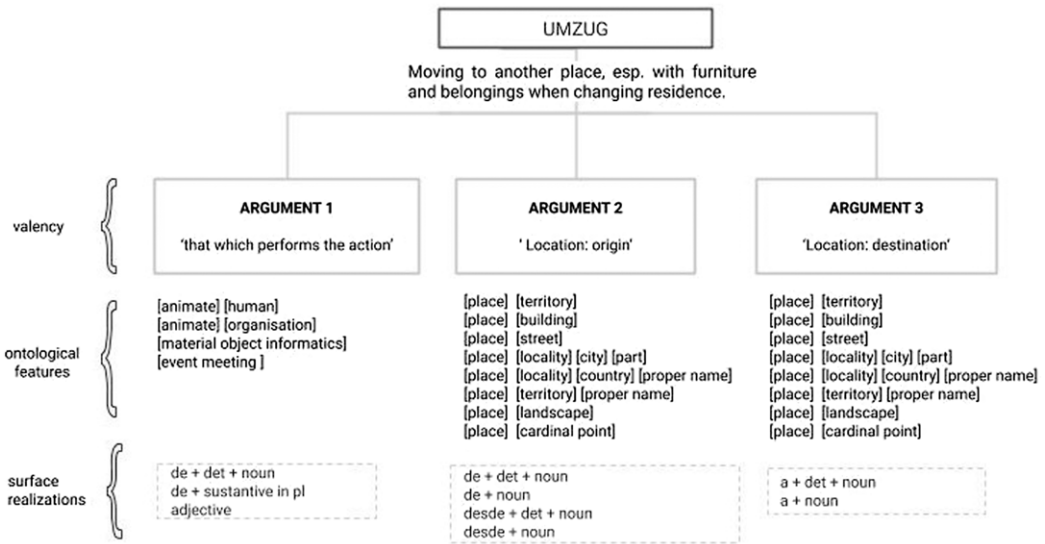 UMZUG
Moving to another place, esp. with furniture
and belongings when changing residence.
valency
ARGUMENT 1
'that which performs the action'
ARGUMENT 2
' Location: origin'
ARGUMENT 3
'Location: destination'
ontological
features
[animate] [human]
[animate] [organisation]
[material object informatics]
[event meeting ]
[place] [territory]
[place] [building]
[place] [street]
[place] [locality] [city] [part]
[place] [locality] [country] [proper name]
[place] [territory] [proper name]
[place] [landscape]
[place] [cardinal point]
[place] [territory]
[place] [building]
[place] [street]
[place] [locality] [city] [part]
[place] [locality] [country] [proper name]
[place] [territory] [proper name]
[place] [landscape]
[place] [cardinal point]
surface
realizations
de + det + noun
de + sustantive in pl
adjective
de + det + noun
de + noun
desde + det + noun
desde + noun
a + det + noun
a + noun